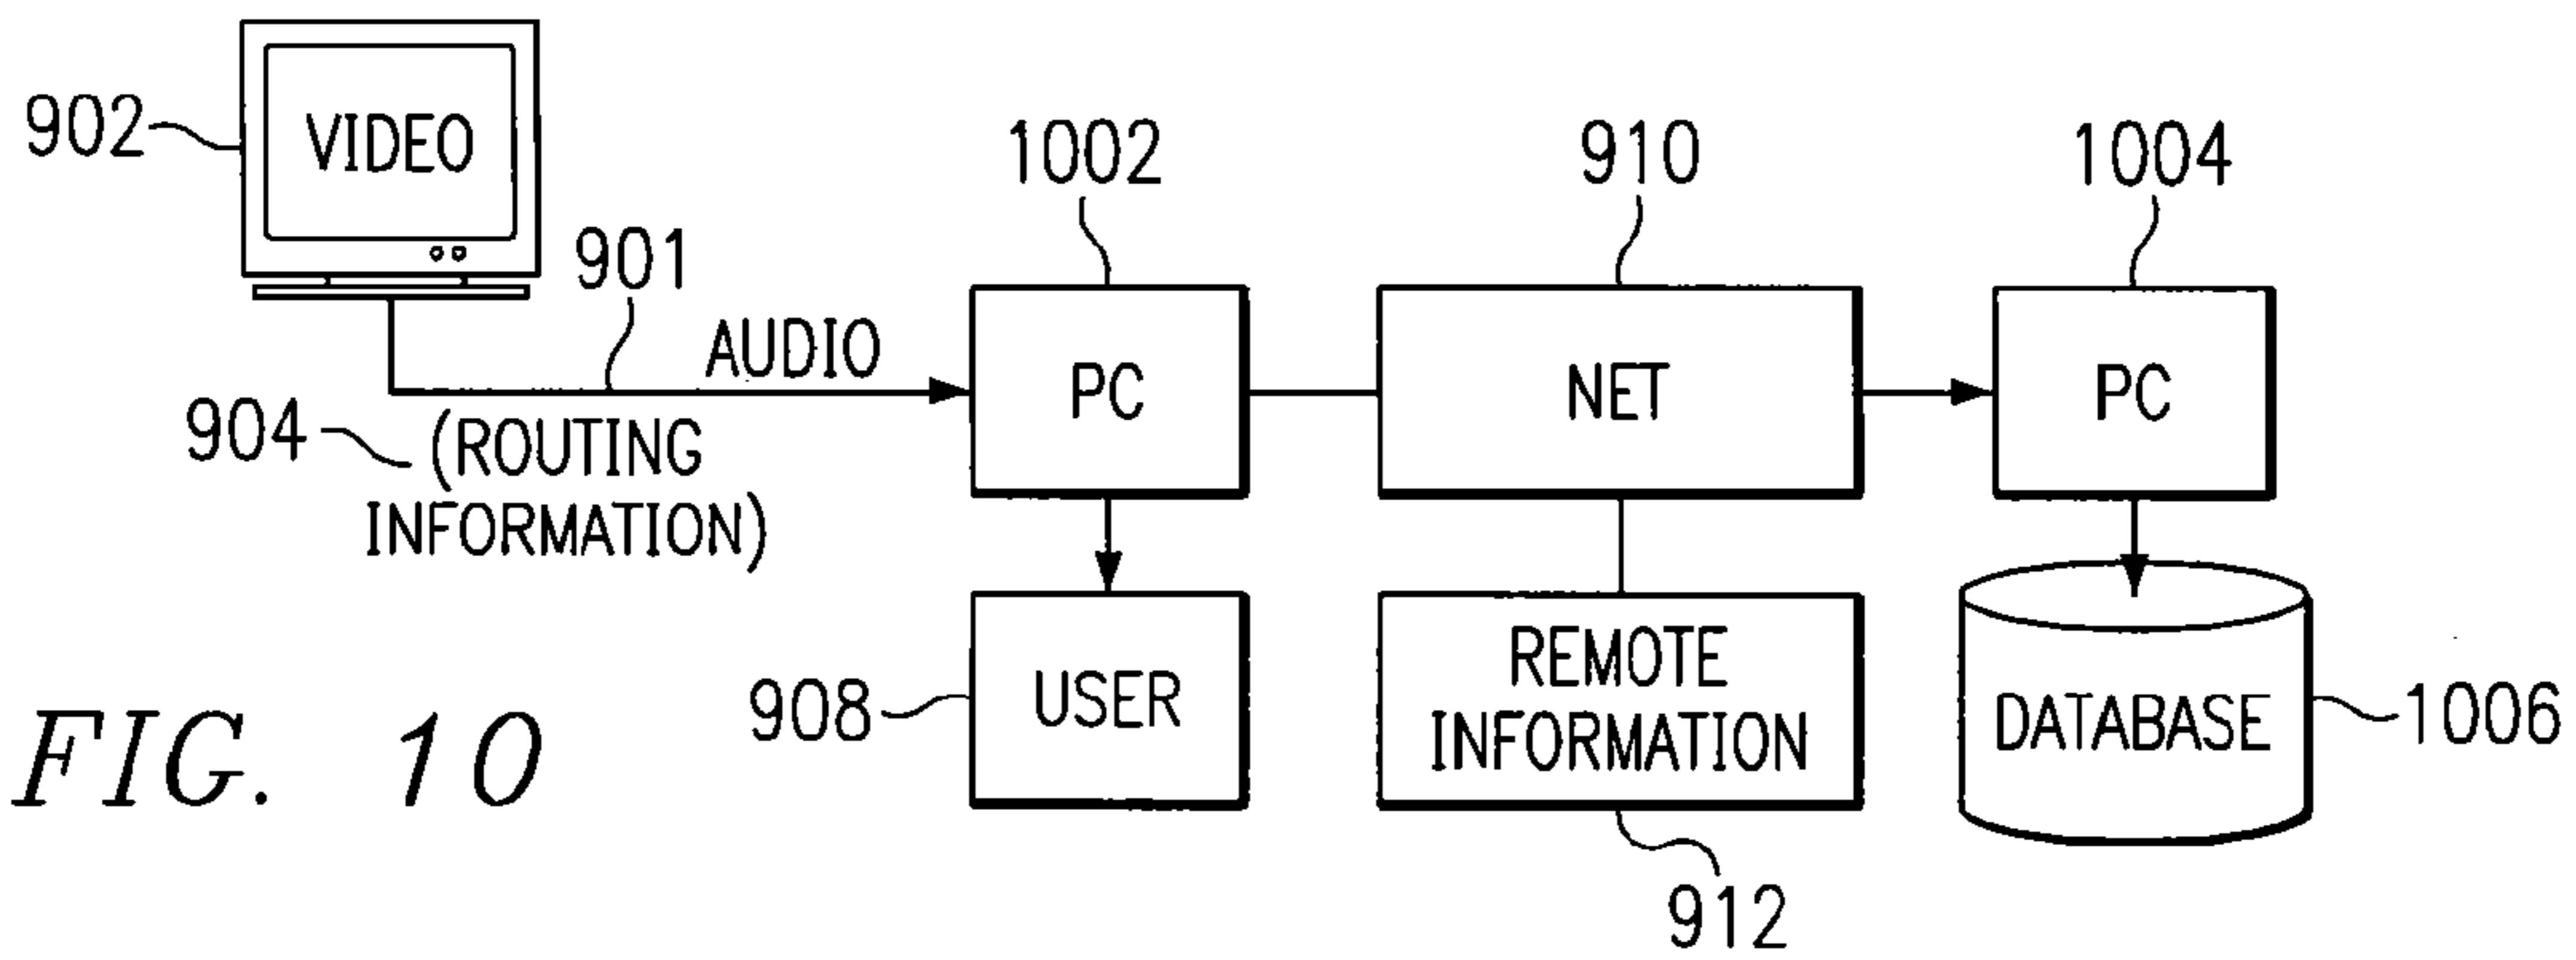 902
VIDEO
901
AUDIO
904
(ROUTING
INFORMATION)
1002
PC
910
NET
1004
PC
908
USER
REMOTE
INFORMATION
912
DATABASE
1006
FIG. 10